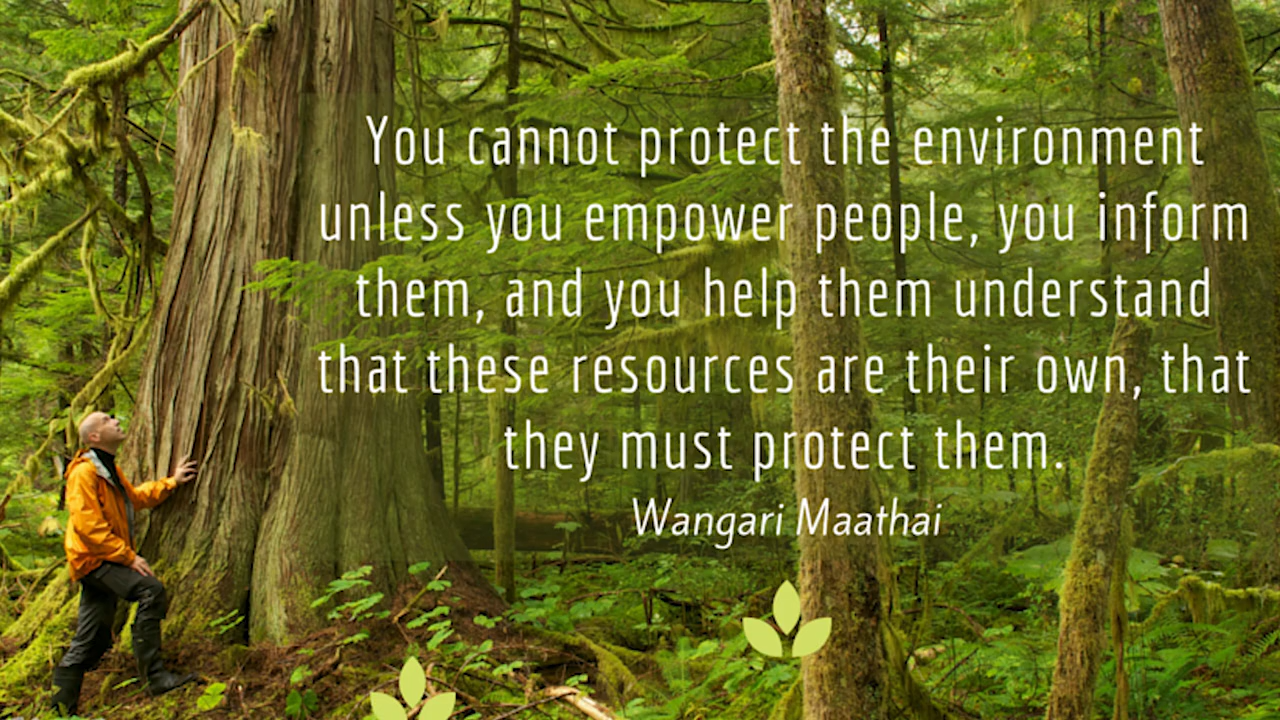 You cannot protect the environment
unless you empower people, you inform
them, and you help them understand
that these resources are their own, that
they must protect them.
Wangari Maathai